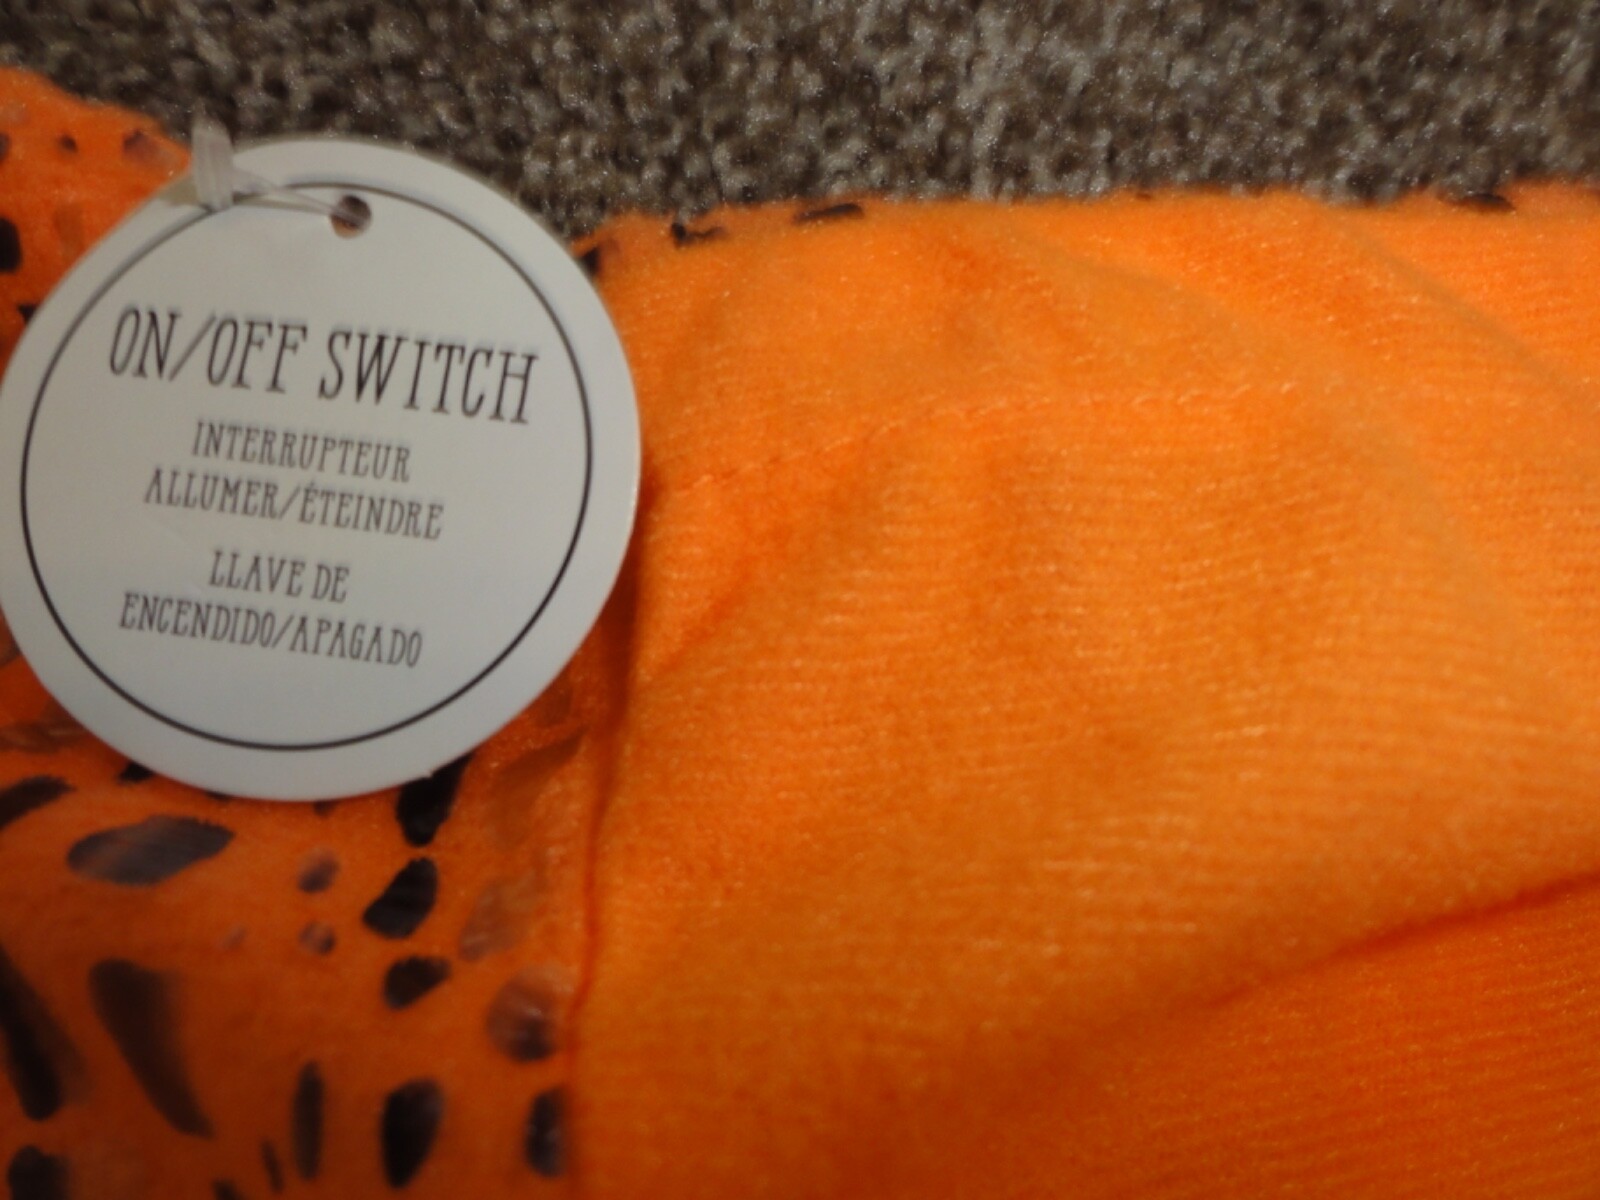 ON/OFF SWITCH
INTERRUPTEUR
ALLUMER/ÉTEINDRE
LLAVE DE
ENCENDIDO/APAGADO